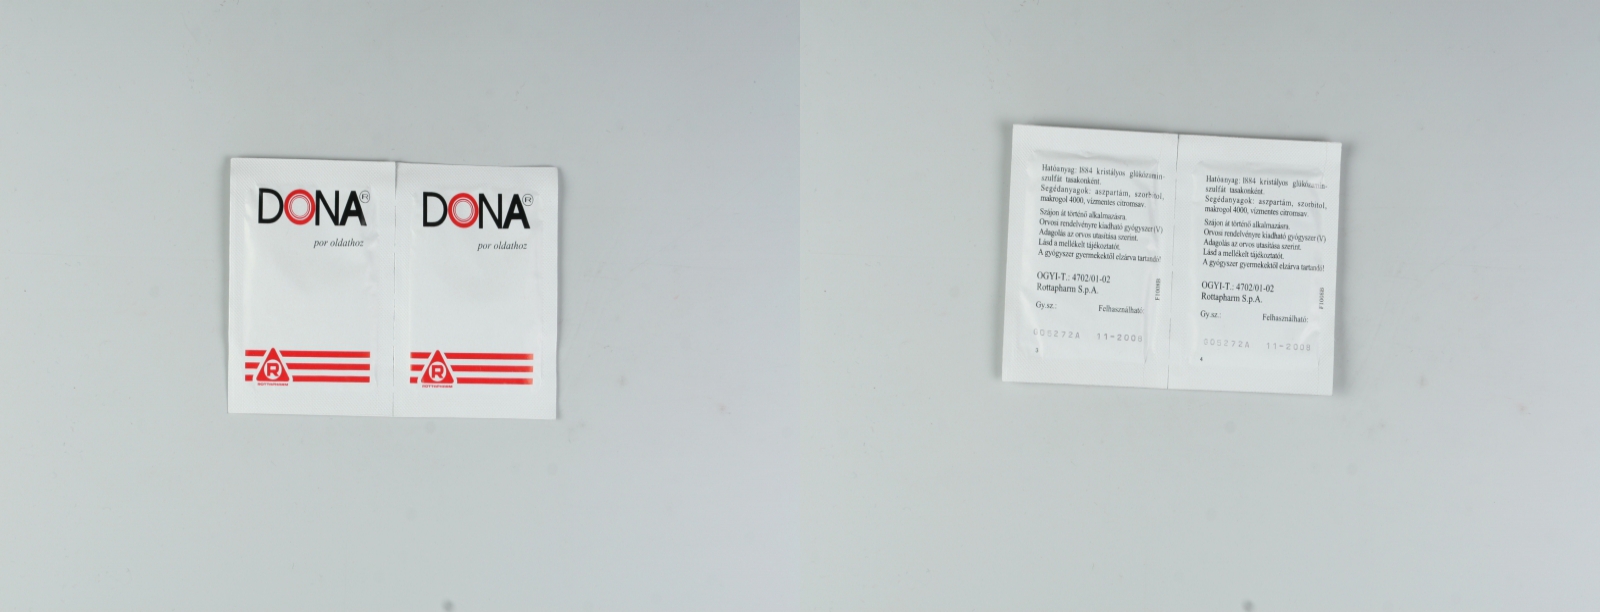 DONA®
por oldathoz
R
ROTTAPHARM
DONA®
por oldathoz
R
ROTTAPHARM
Hatóanyag: 1884 kristályos glükózamin-
szulfát tasakonként.
Segédanyagok: aszpartám, szorbitol,
makrogol 4000, vízmentes citromsav.
Szájon át történő alkalmazásra.
Orvosi rendelvényre kiadható gyógyszer (V)
Adagolás az orvos utasítása szerint.
Lásd a mellékelt tájékoztatót.
A gyógyszer gyermekektől elzárva tartandó!
OGYI-T.: 4702/01-02
Rottapharm S.p.A.
Gy.sz.: Felhasználható:
005272A 11-2008
3
Hatóanyag: 1884 kristályos glükózamin-
szulfát tasakonként.
Segédanyagok: aszpartám, szorbitol,
makrogol 4000, vízmentes citromsav.
Szájon át történő alkalmazásra.
Orvosi rendelvényre kiadható gyógyszer (V)
Adagolás az orvos utasítása szerint.
Lásd a mellékelt tájékoztatót.
A gyógyszer gyermekektől elzárva tartandó!
OGYI-T.: 4702/01-02
Rottapharm S.p.A.
Gy.sz.: Felhasználható:
005272A 11-2008
4